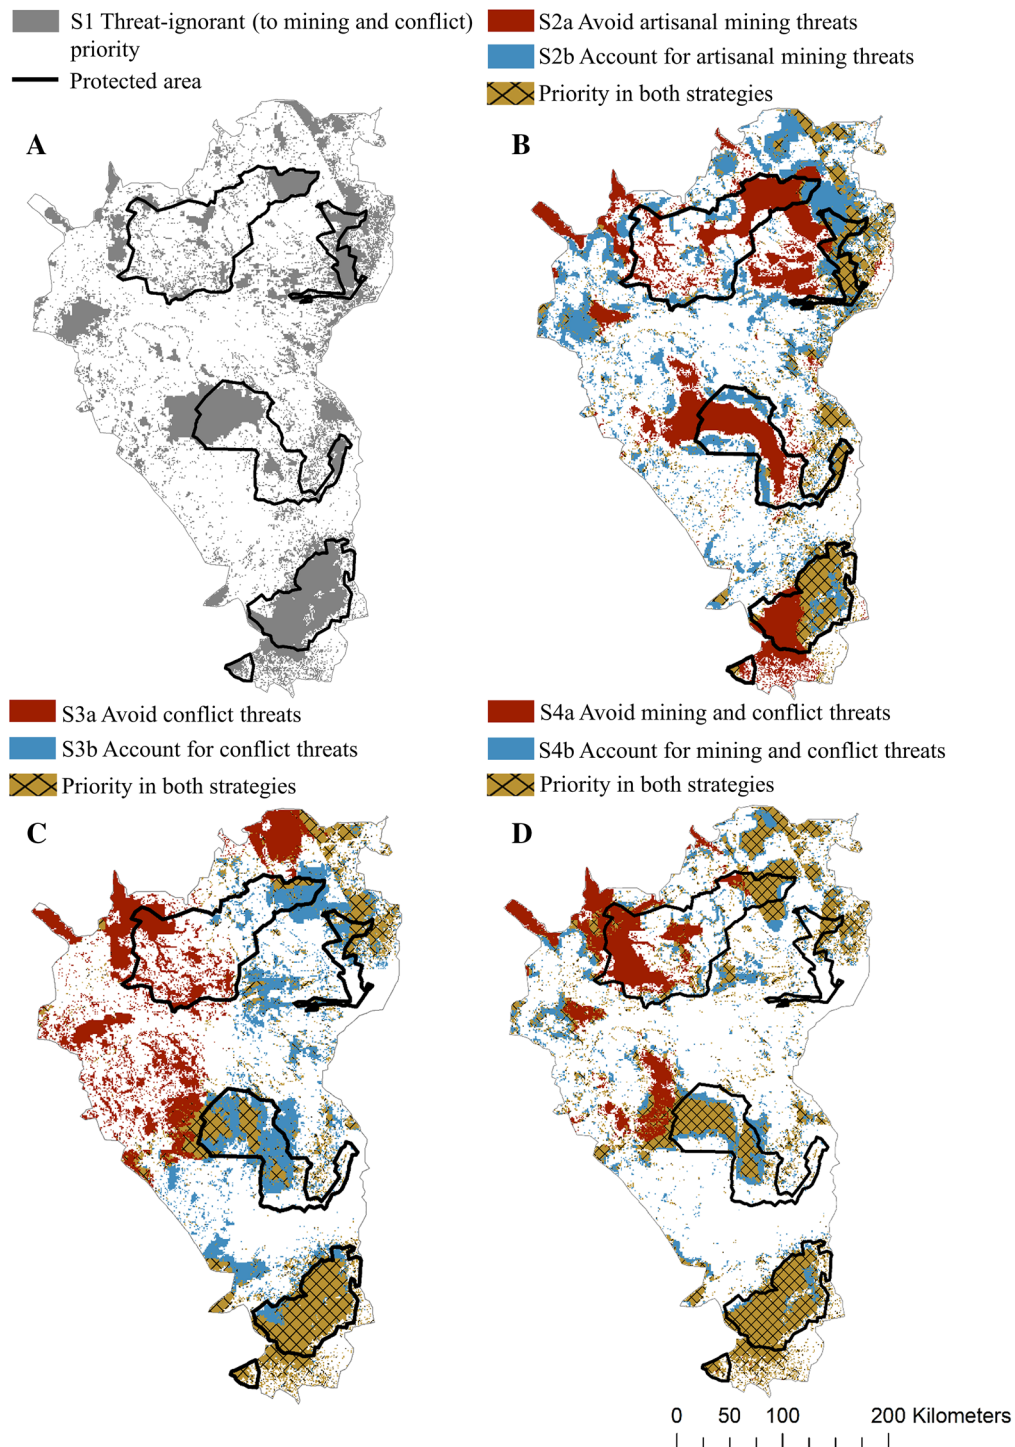 S1 Threat-ignorant (to mining and conflict)
priority
Protected area
S2a Avoid artisanal mining threats
S2b Account for artisanal mining threats
Priority in both strategies
A
B
S3a Avoid conflict threats
S3b Account for conflict threats
Priority in both strategies
S4a Avoid mining and conflict threats
S4b Account for mining and conflict threats
Priority in both strategies
C
D
0 50 100 200 Kilometers